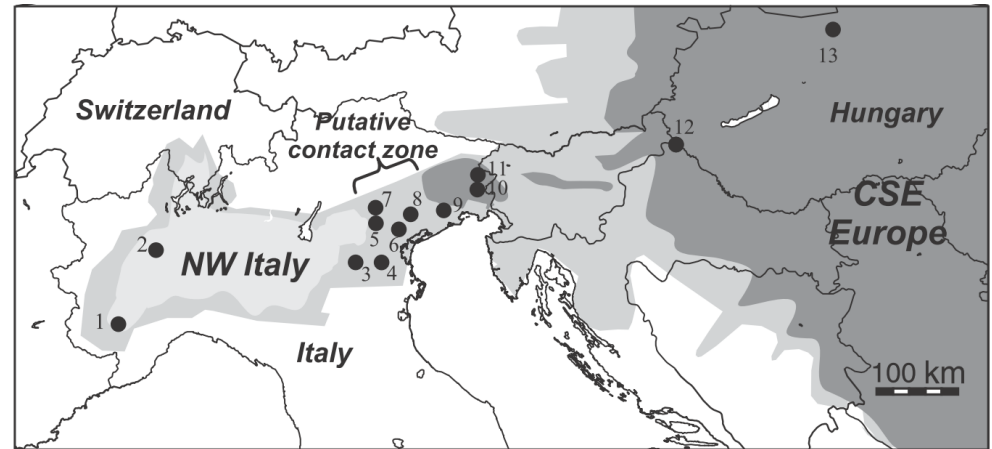 13
Switzerland
Putative
contact zone
Hungary
12
11
10
7
8
9
5
6
CSE
Europe
2
NW Italy
3
4
1
Italy
100 km